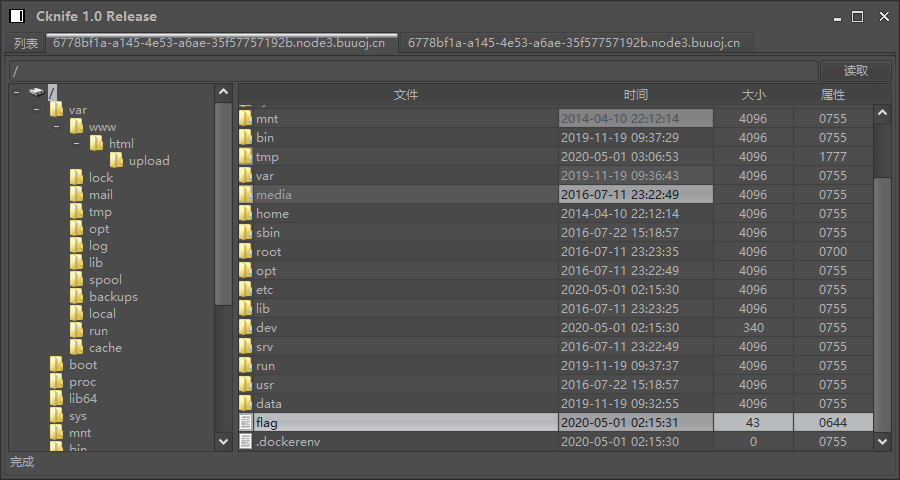 Cknife 1.0 Release
列表 6778bf1a-a145-4e53-a6ae-35f57757192b.node3.buuoj.cn 6778bf1a-a145-4e53-a6ae-35f57757192b.node3.buuoj.cn
/ 读取
/
var
www
html
upload
lock
mail
tmp
opt
log
lib
spool
backups
local
run
cache
boot
proc
lib64
sys
mnt
bin
文件 时间 大小 属性
mnt 2014-04-10 22:12:14 4096 0755
bin 2019-11-19 09:37:29 4096 0755
tmp 2020-05-01 03:06:53 4096 1777
var 2019-11-19 09:36:43 4096 0755
media 2016-07-11 23:22:49 4096 0755
home 2014-04-10 22:12:14 4096 0755
sbin 2016-07-22 15:18:57 4096 0755
root 2016-07-11 23:23:35 4096 0700
opt 2016-07-11 23:22:49 4096 0755
etc 2020-05-01 02:15:30 4096 0755
lib 2016-07-11 23:23:25 4096 0755
dev 2020-05-01 02:15:30 340 0755
srv 2016-07-11 23:22:49 4096 0755
run 2019-11-19 09:37:37 4096 0755
usr 2016-07-22 15:18:57 4096 0755
data 2019-11-19 09:32:55 4096 0755
flag 2020-05-01 02:15:31 43 0644
.dockerenv 2020-05-01 02:15:30 0 0755
完成